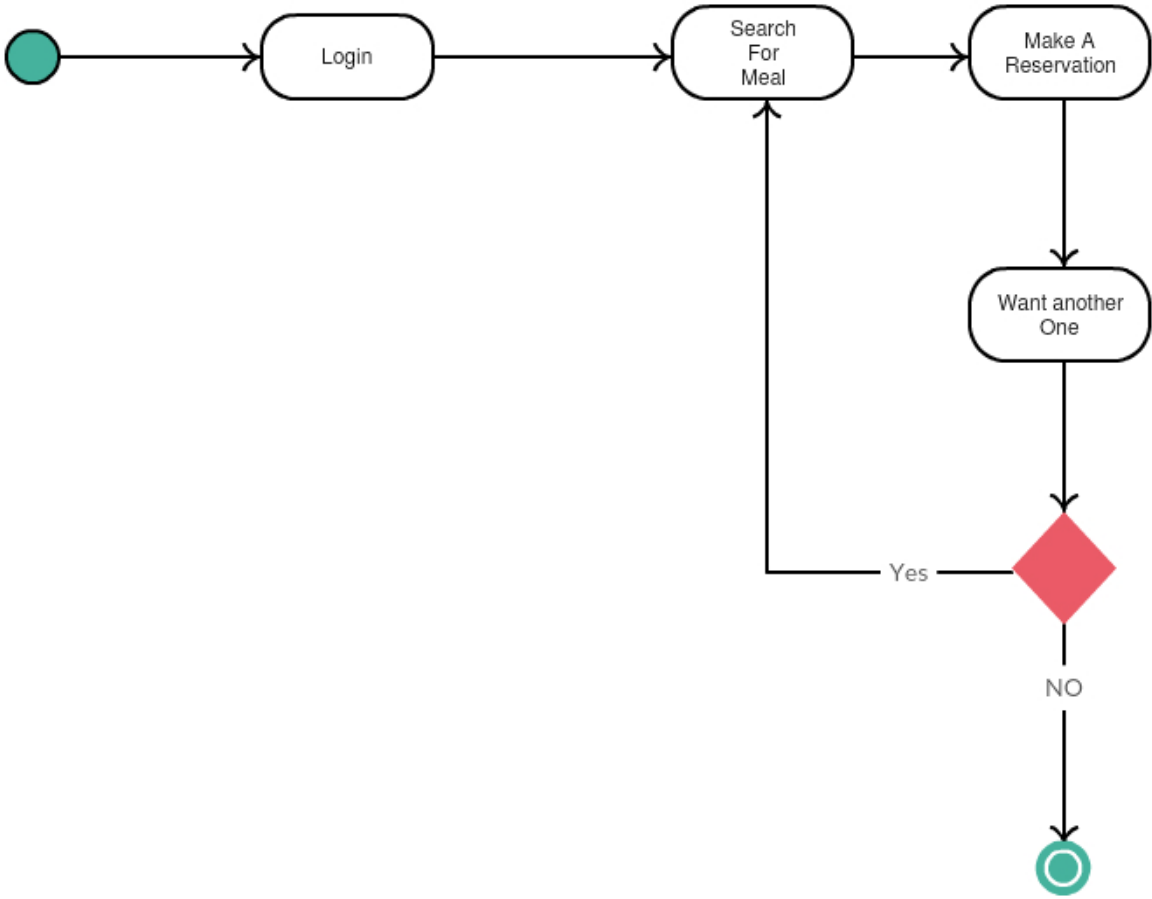 Login
Search
For
Meal
Make A
Reservation
Want another
One
Yes
NO